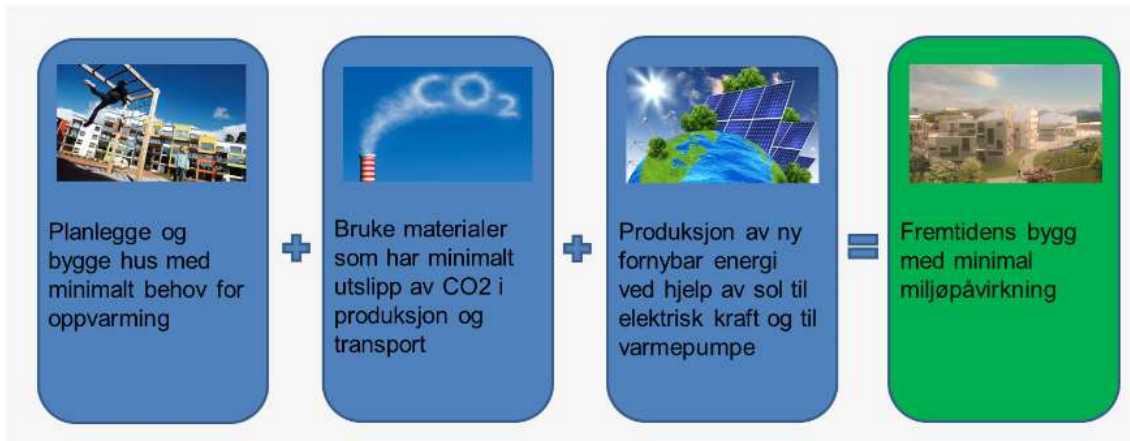 Planlegge og
bygge hus med
minimalt behov for
oppvarming
+
CO2
Bruke materialer
som har minimalt
utslipp av CO2 i
produksjon og
transport
+
Produksjon av ny
fornybar energi
ved hjelp av sol til
elektrisk kraft og til
varmepumpe
=
Fremtidens bygg
med minimal
miljøpåvirkning